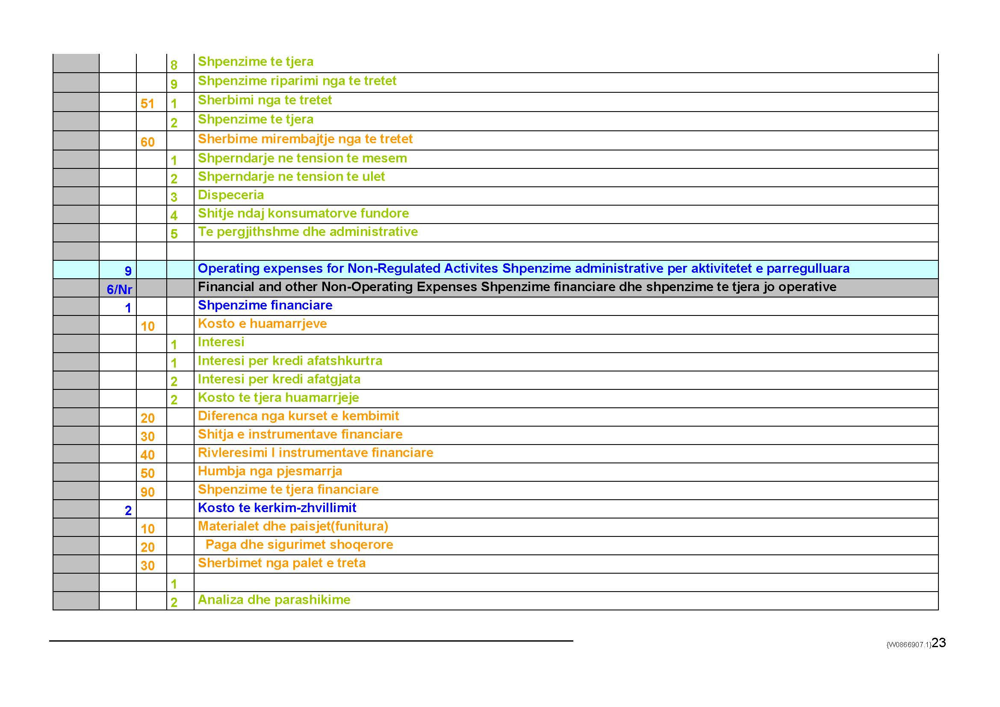 8 Shpenzime te tjera
9 Shpenzime riparimi nga te tretet
51 1 Sherbimi nga te tretet
2 Shpenzime te tjera
60 Sherbime mirembajtje nga te tretet
1 Shperndarje ne tension te mesem
2 Shperndarje ne tension te ulet
3 Dispeceria
4 Shitje ndaj konsumatorve fundore
5 Te pergjithshme dhe administrative
9 Operating expenses for Non-Regulated Activites Shpenzime administrative per aktivitetet e parregulluara
6/Nr Financial and other Non-Operating Expenses Shpenzime financiare dhe shpenzime te tjera jo operative
1 Shpenzime financiare
10 Kosto e huamarrjeve
1 Interesi
1 Interesi per kredi afatshkurtra
2 Interesi per kredi afatgjata
2 Kosto te tjera huamarrjeje
20 Diferenca nga kurset e kembimit
30 Shitja e instrumentave financiare
40 Rivleresimi I instrumentave financiare
50 Humbja nga pjesmarrja
90 Shpenzime te tjera financiare
2 Kosto te kerkim-zhvillimit
10 Materialet dhe paisjet(funitura)
20 Paga dhe sigurimet shoqerore
30 Sherbimet nga palet e treta
1
2 Analiza dhe parashikime
{W0866907.1}23